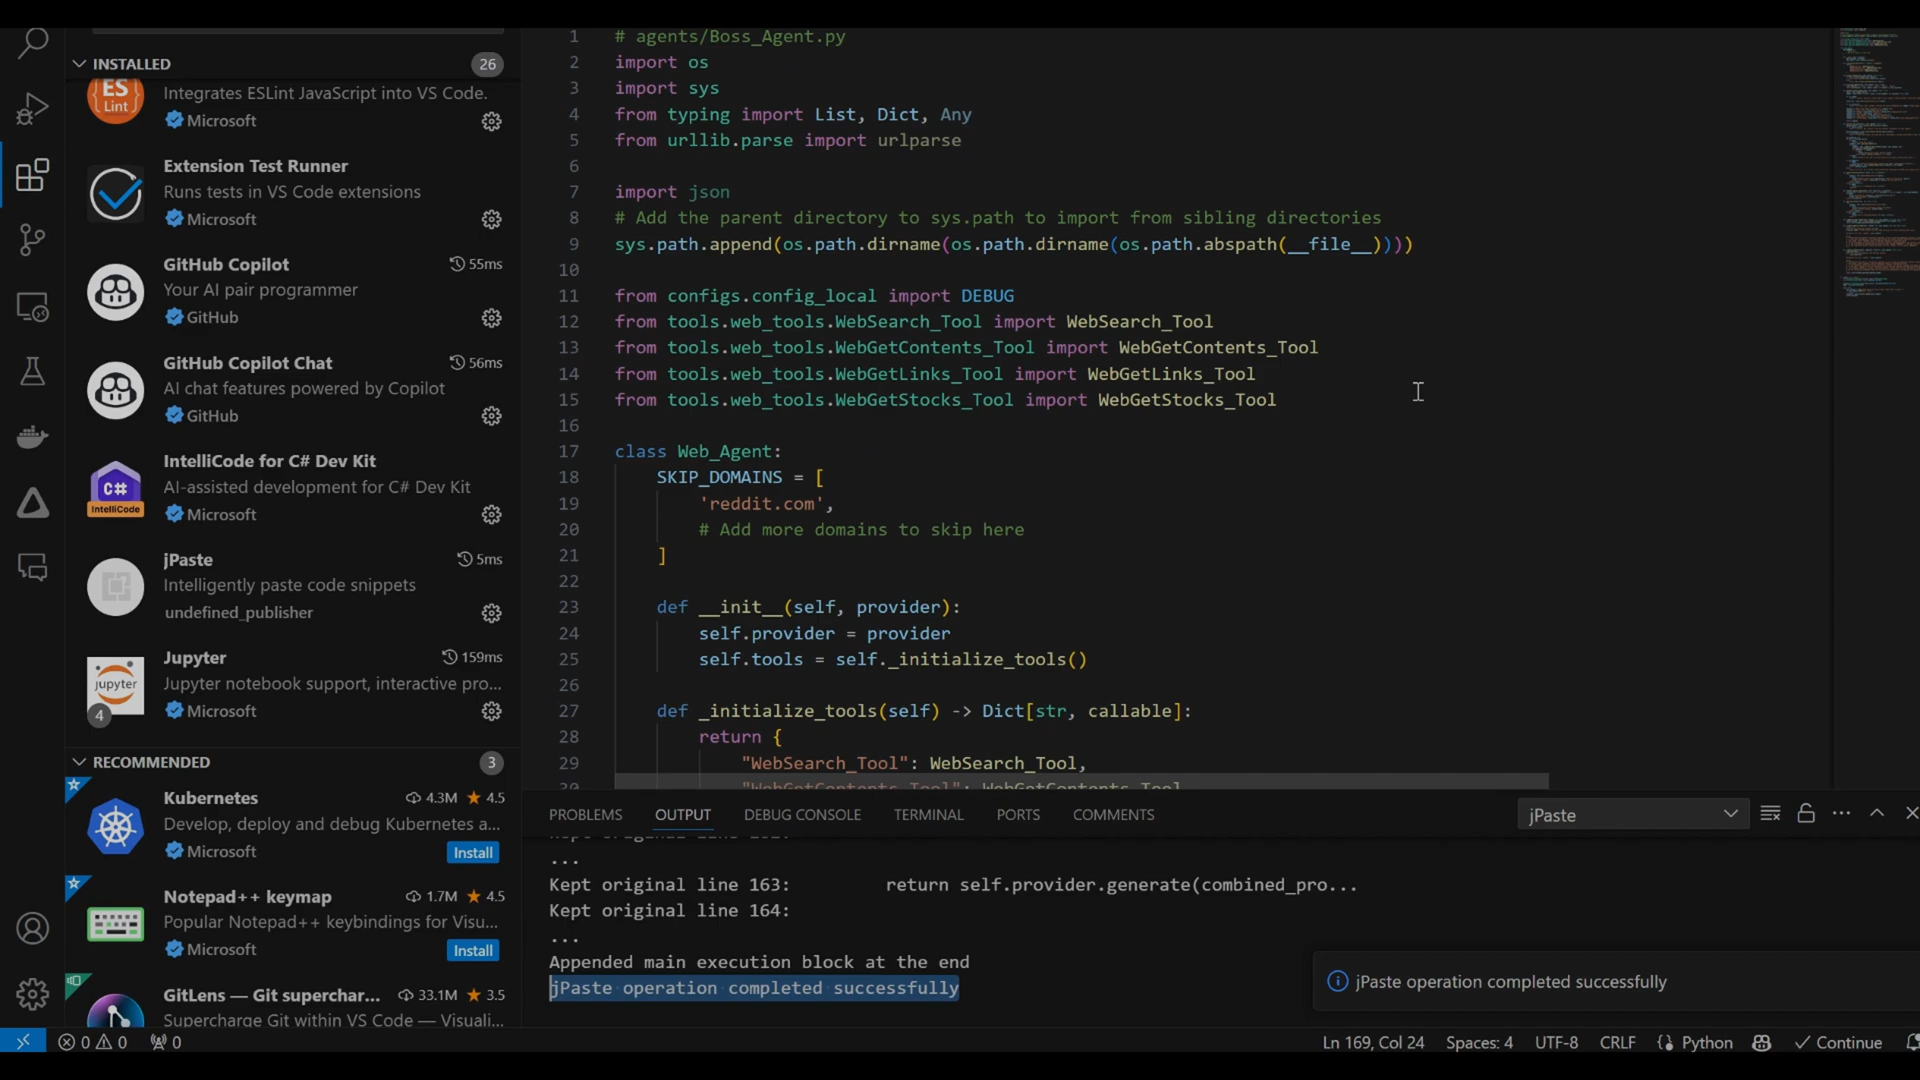 INSTALLED 26
ES
Lint
Integrates ESLint JavaScript into VS Code.
Microsoft
Extension Test Runner
Runs tests in VS Code extensions
Microsoft
GitHub Copilot 55ms
Your AI pair programmer
GitHub
GitHub Copilot Chat 56ms
AI chat features powered by Copilot
GitHub
IntelliCode for C# Dev Kit
AI-assisted development for C# Dev Kit
C#
IntelliCode
Microsoft
jPaste 5ms
Intelligently paste code snippets
undefined_publisher
Jupyter 159ms
jupyter
Jupyter notebook support, interactive pro...
4
Microsoft
RECOMMENDED 3
Kubernetes 4.3M ★ 4.5
Develop, deploy and debug Kubernetes a...
Microsoft Install
Notepad++ keymap 1.7M ★ 4.5
Popular Notepad++ keybindings for Visu...
Microsoft Install
GitLens — Git superchar... 33.1M ★ 3.5
Supercharge Git within VS Code — Visuali...
1 # agents/Boss_Agent.py
2 import os
3 import sys
4 from typing import List, Dict, Any
5 from urllib.parse import urlparse
6
7 import json
8 # Add the parent directory to sys.path to import from sibling directories
9 sys.path.append(os.path.dirname(os.path.dirname(os.path.abspath(__file__))))
10
11 from configs.config_local import DEBUG
12 from tools.web_tools.WebSearch_Tool import WebSearch_Tool
13 from tools.web_tools.WebGetContents_Tool import WebGetContents_Tool
14 from tools.web_tools.WebGetLinks_Tool import WebGetLinks_Tool
15 from tools.web_tools.WebGetStocks_Tool import WebGetStocks_Tool
16
17 class Web_Agent:
18 SKIP_DOMAINS = [
19 'reddit.com',
20 # Add more domains to skip here
21 ]
22
23 def __init__(self, provider):
24 self.provider = provider
25 self.tools = self._initialize_tools()
26
27 def _initialize_tools(self) -> Dict[str, callable]:
28 return {
29 "WebSearch_Tool": WebSearch_Tool,
30 "WebGetContents_Tool": WebGetContents_Tool
PROBLEMS OUTPUT DEBUG CONSOLE TERMINAL PORTS COMMENTS jPaste
...
Kept original line 163: return self.provider.generate(combined_pro...
Kept original line 164:
...
Appended main execution block at the end
jPaste operation completed successfully
jPaste operation completed successfully
0 0 0 Ln 169, Col 24 Spaces: 4 UTF-8 CRLF Python Continue